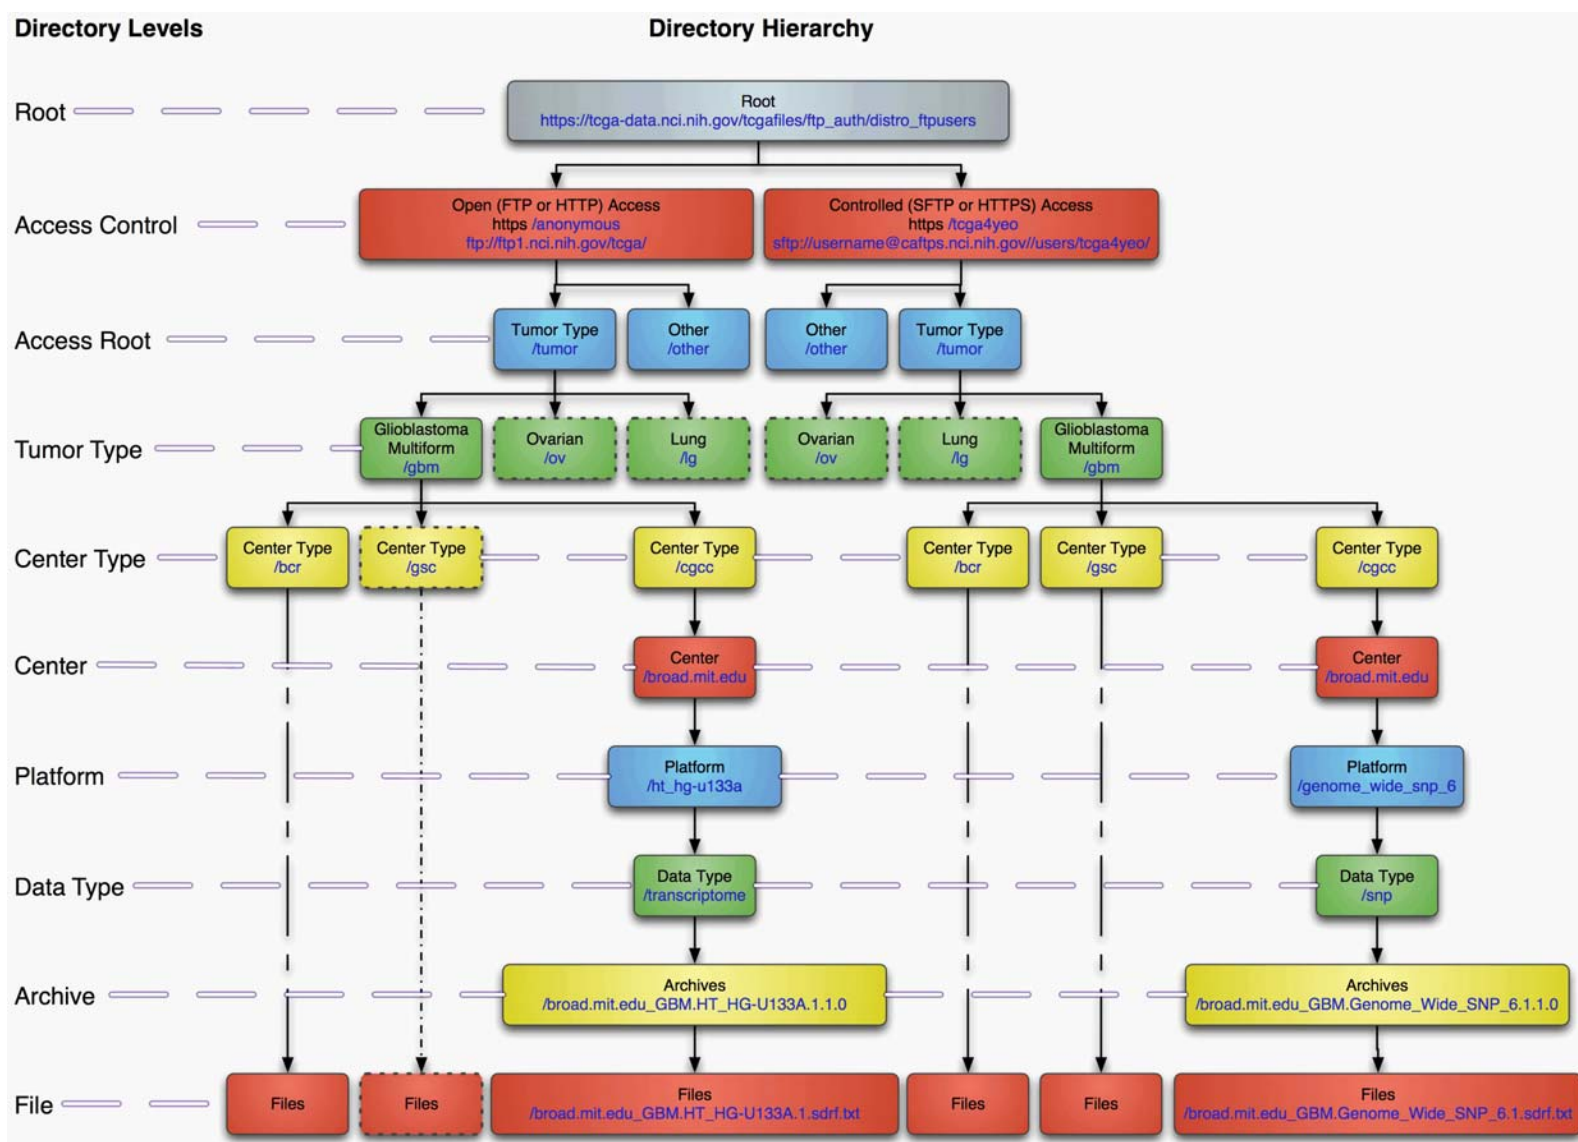 Directory Levels
Directory Hierarchy
Root
Root
https://tcga-data.nci.nih.gov/tcgafiles/ftp_auth/distro_ftpusers
Access Control
Open (FTP or HTTP) Access
https /anonymous
ftp://ftp1.nci.nih.gov/tcga/
Controlled (SFTP or HTTPS) Access
https /tcga4yeo
sftp://username@caftps.nci.nih.gov//users/tcga4yeo/
Access Root
Tumor Type
/tumor
Other
/other
Other
/other
Tumor Type
/tumor
Tumor Type
Glioblastoma
Multiform
/gbm
Ovarian
/ov
Lung
/lg
Ovarian
/ov
Lung
/lg
Glioblastoma
Multiform
/gbm
Center Type
Center Type
/bcr
Center Type
/gsc
Center Type
/cgcc
Center Type
/bcr
Center Type
/gsc
Center Type
/cgcc
Center
Center
/broad.mit.edu
Center
/broad.mit.edu
Platform
Platform
/ht_hg-u133a
Platform
/genome_wide_snp_6
Data Type
Data Type
/transcriptome
Data Type
/snp
Archive
Archives
/broad.mit.edu_GBM.HT_HG-U133A.1.1.0
Archives
/broad.mit.edu_GBM.Genome_Wide_SNP_6.1.1.0
File
Files
Files
Files
/broad.mit.edu_GBM.HT_HG-U133A.1.sdrf.txt
Files
Files
Files
/broad.mit.edu_GBM.Genome_Wide_SNP_6.1.sdrf.txt